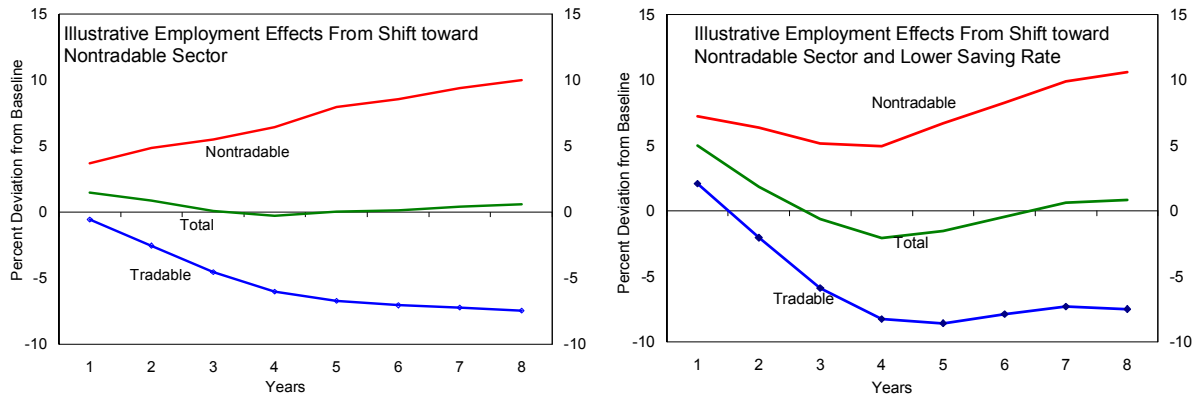 Illustrative Employment Effects From Shift toward
Nontradable Sector
Percent Deviation from Baseline
15
10
5
0
-5
-10
15
10
5
0
-5
-10
Nontradable
Total
Tradable
1 2 3 4 5 6 7 8
Years
Illustrative Employment Effects From Shift toward
Nontradable Sector and Lower Saving Rate
Percent Deviation from Baseline
15
10
5
0
-5
-10
15
10
5
0
-5
-10
Nontradable
Total
Tradable
1 2 3 4 5 6 7 8
Years